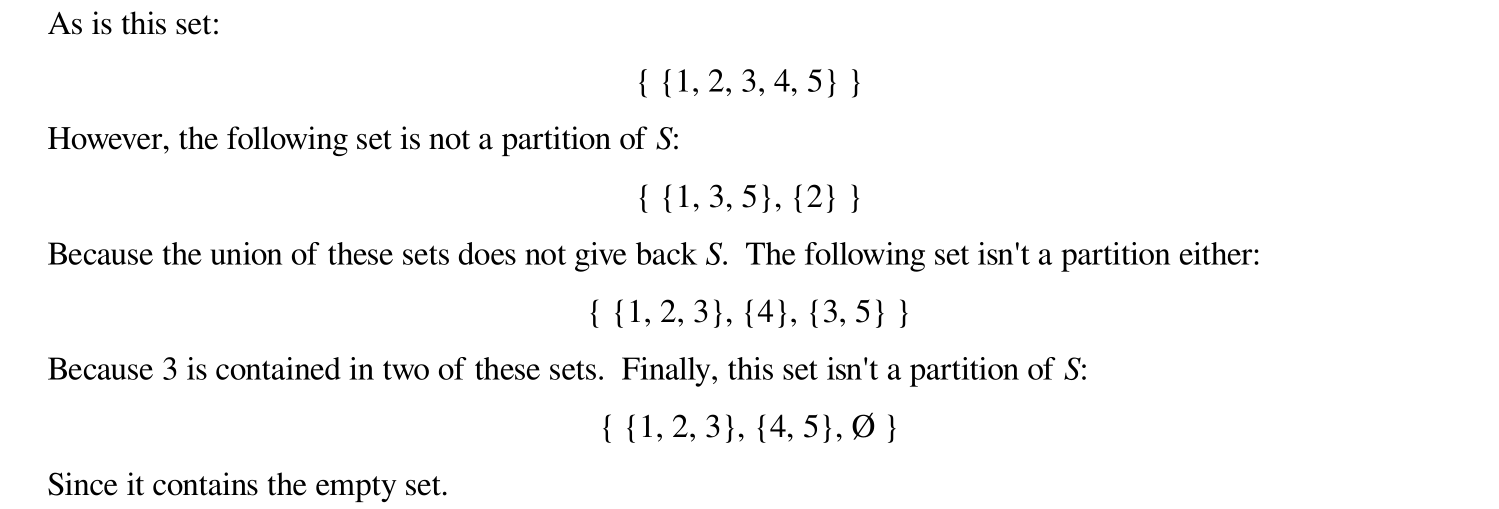 As is this set:
{ {1, 2, 3, 4, 5} }
However, the following set is not a partition of S:
{ {1, 3, 5}, {2} }
Because the union of these sets does not give back S.  The following set isn't a partition either:
{ {1, 2, 3}, {4}, {3, 5} }
Because 3 is contained in two of these sets.  Finally, this set isn't a partition of S:
{ {1, 2, 3}, {4, 5}, Ø }
Since it contains the empty set.